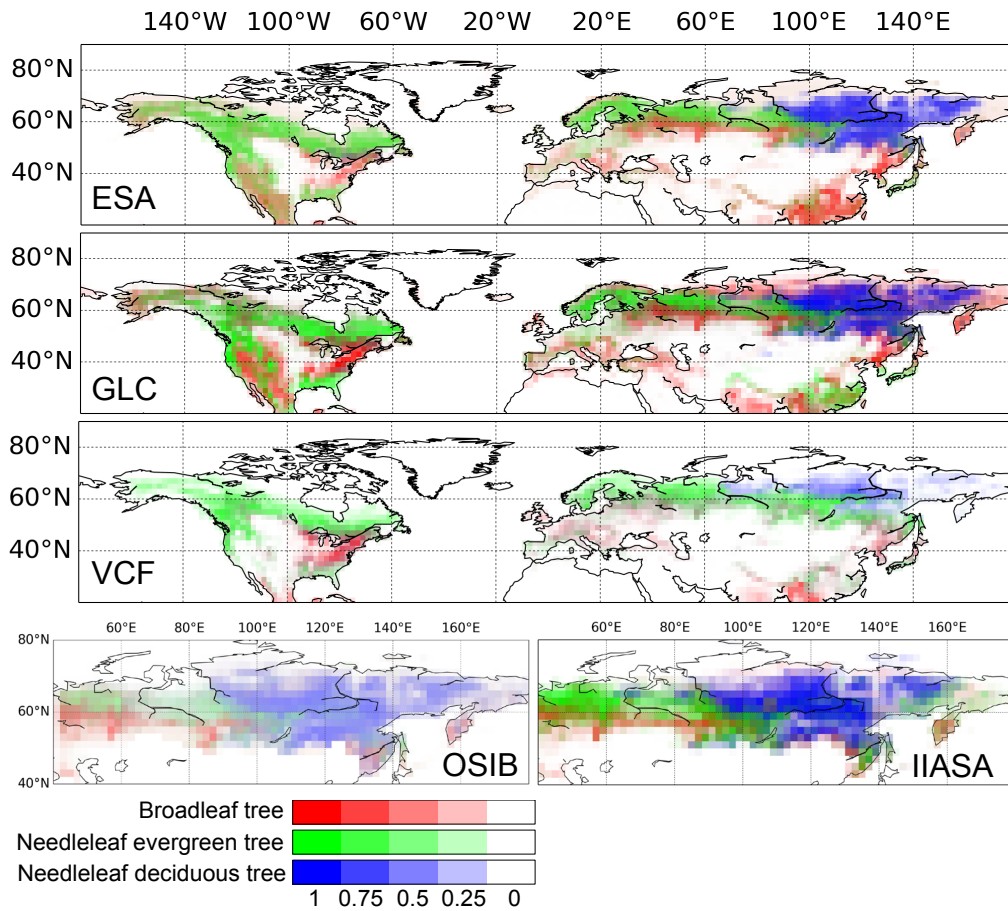 140°W 100°W 60°W 20°W 20°E 60°E 100°E 140°E
80°N
60°N
40°N
ESA
80°N
60°N
40°N
GLC
80°N
60°N
40°N
VCF
60°E 80°E 100°E 120°E 140°E 160°E 60°E 80°E 100°E 120°E 140°E 160°E
80°N
60°N
40°N
OSIB
IIASA
Broadleaf tree
Needleleaf evergreen tree
Needleleaf deciduous tree
1 0.75 0.5 0.25 0